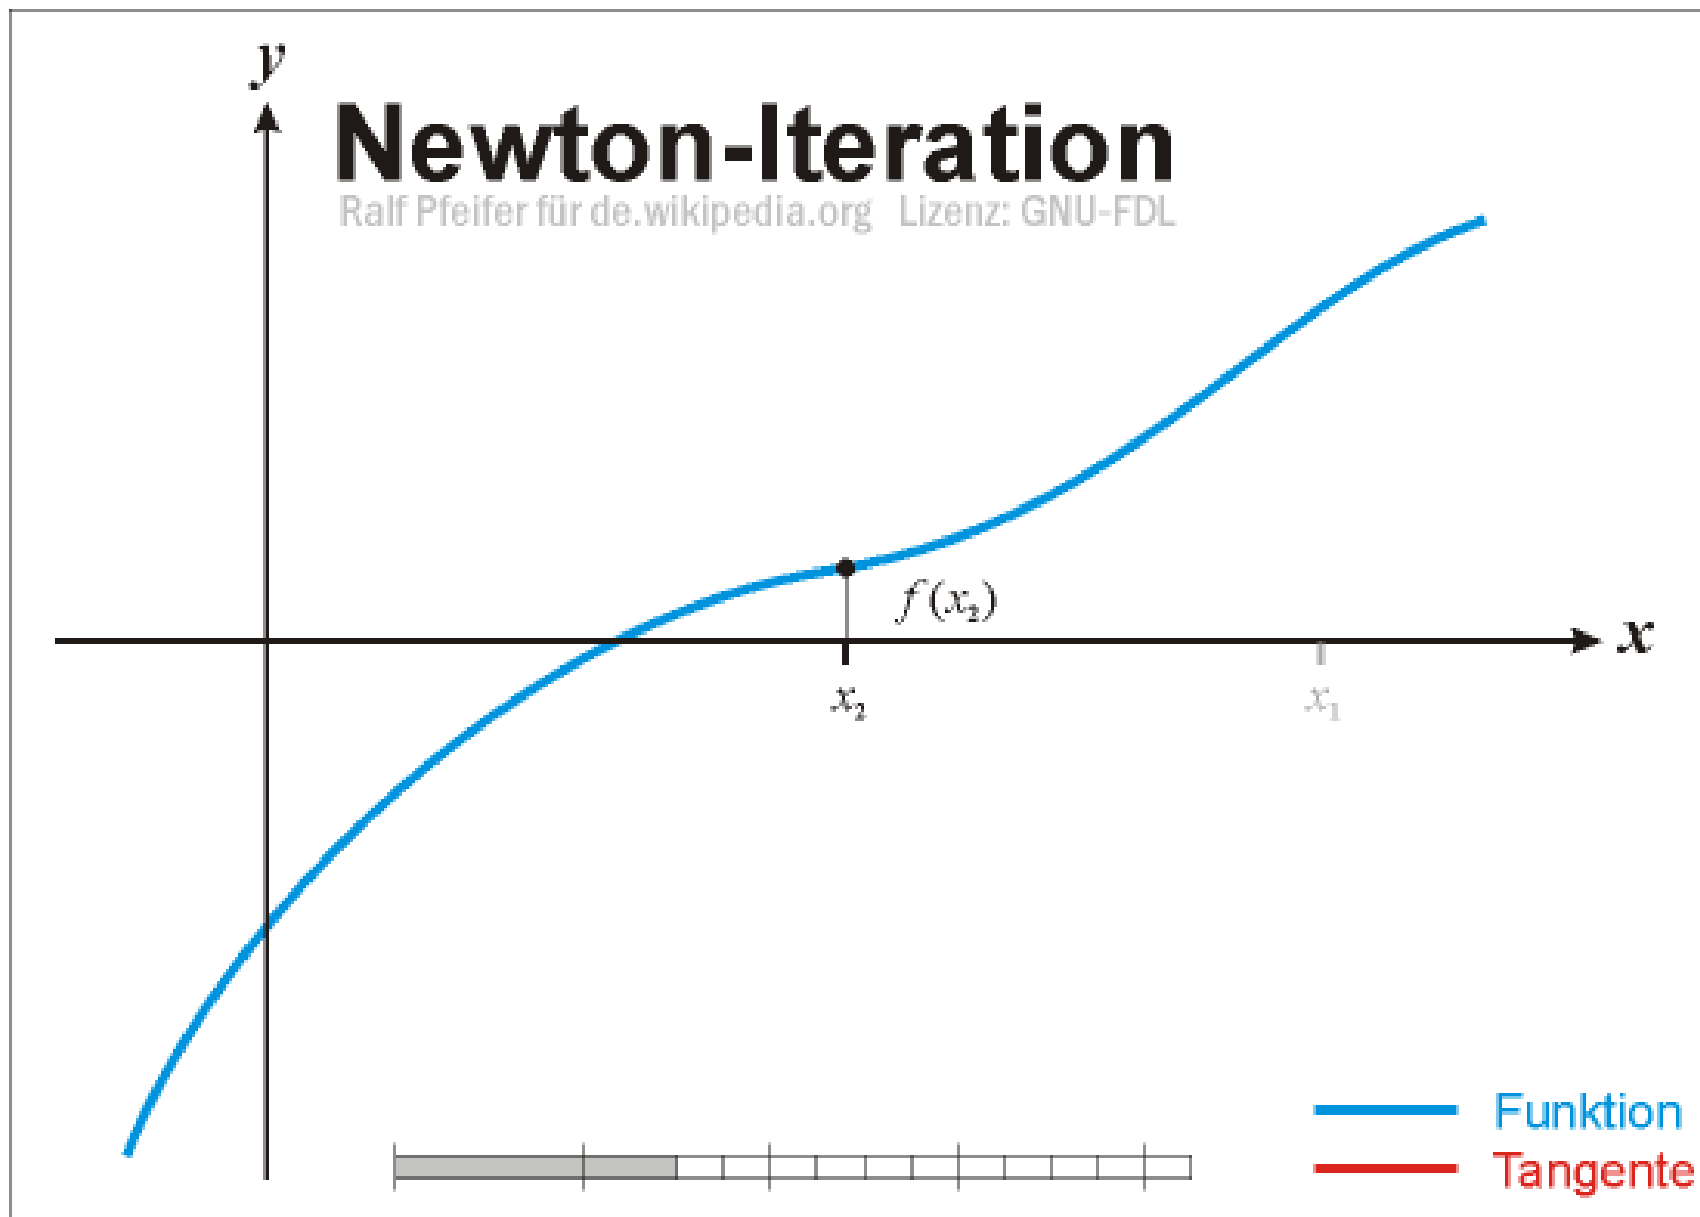 y
Newton-Iteration
Ralf Pfeifer für de.wikipedia.org Lizenz: GNU-FDL
f(x₂)
x
x₂
x₁
Funktion
Tangente